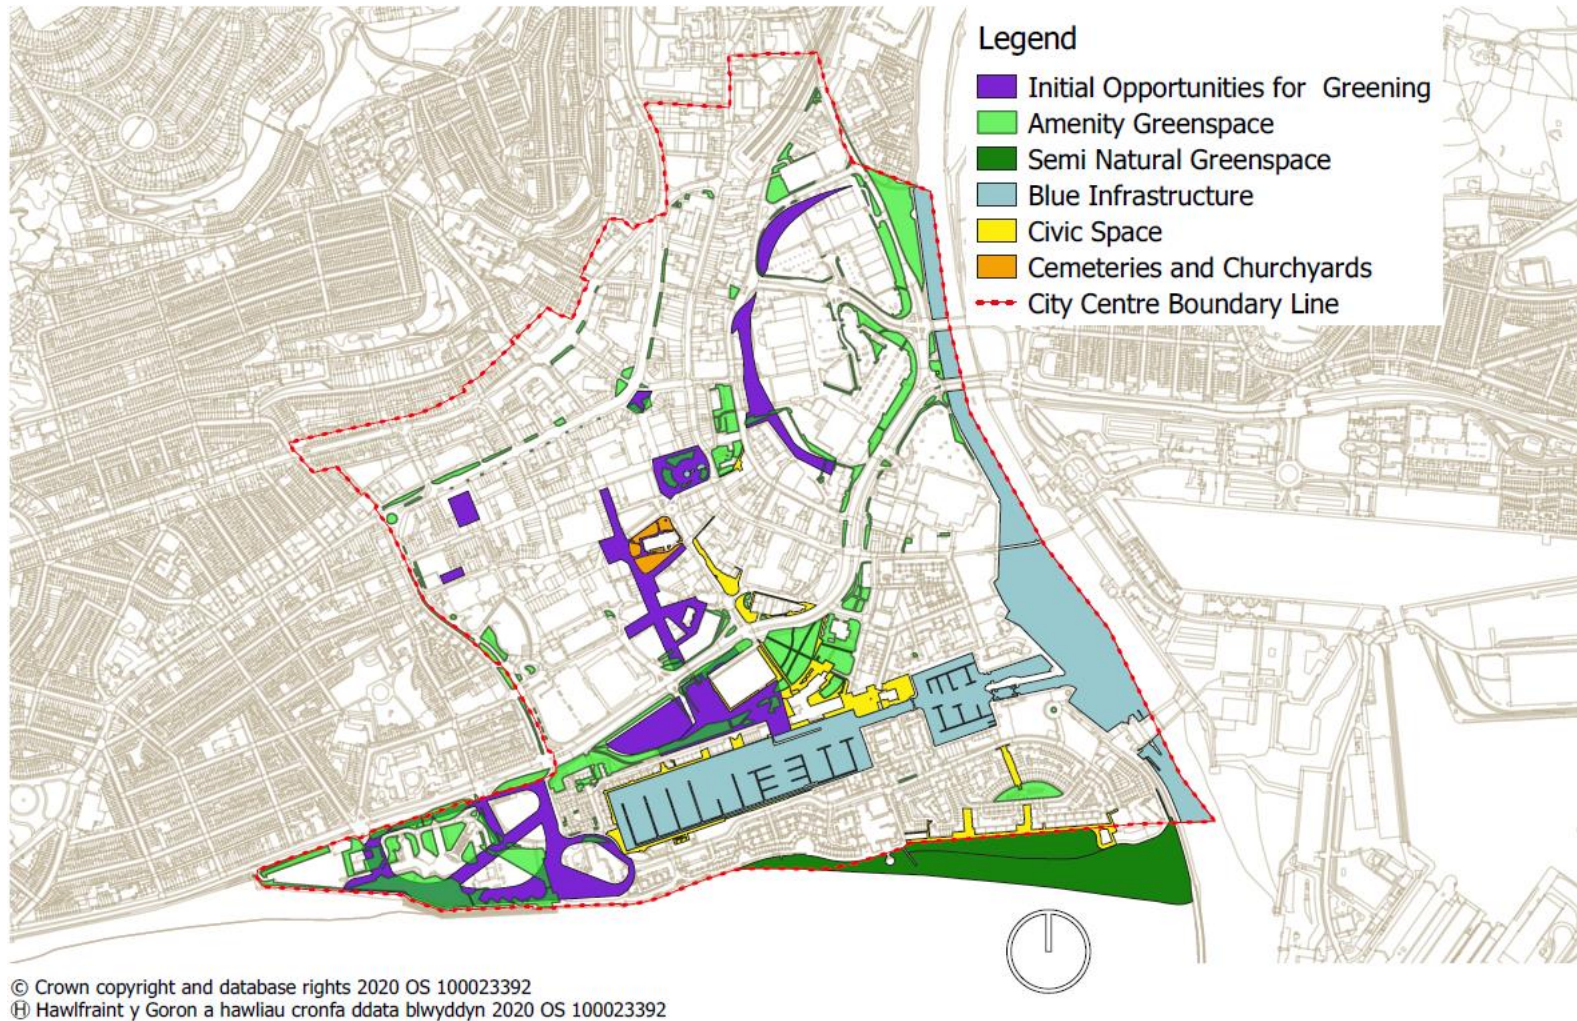 Legend
Initial Opportunities for Greening
Amenity Greenspace
Semi Natural Greenspace
Blue Infrastructure
Civic Space
Cemeteries and Churchyards
City Centre Boundary Line
© Crown copyright and database rights 2020 OS 100023392
Ⓗ Hawlfraint y Goron a hawliau cronfa ddata blwyddyn 2020 OS 100023392